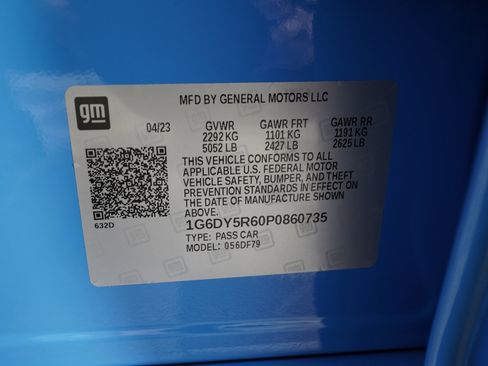 gm
MFD BY GENERAL MOTORS LLC
04/23 GVWR GAWR FRT GAWR RR
2292 KG 1101 KG 1191 KG
5052 LB 2427 LB 2625 LB
THIS VEHICLE CONFORMS TO ALL
APPLICABLE U.S. FEDERAL MOTOR
VEHICLE SAFETY, BUMPER, AND THEFT
PREVENTION STANDARDS IN EFFECT ON
THE DATE OF MANUFACTURE SHOWN
ABOVE.
632D
1G6DY5R60P0860735
TYPE: PASS CAR
MODEL: 056DF79